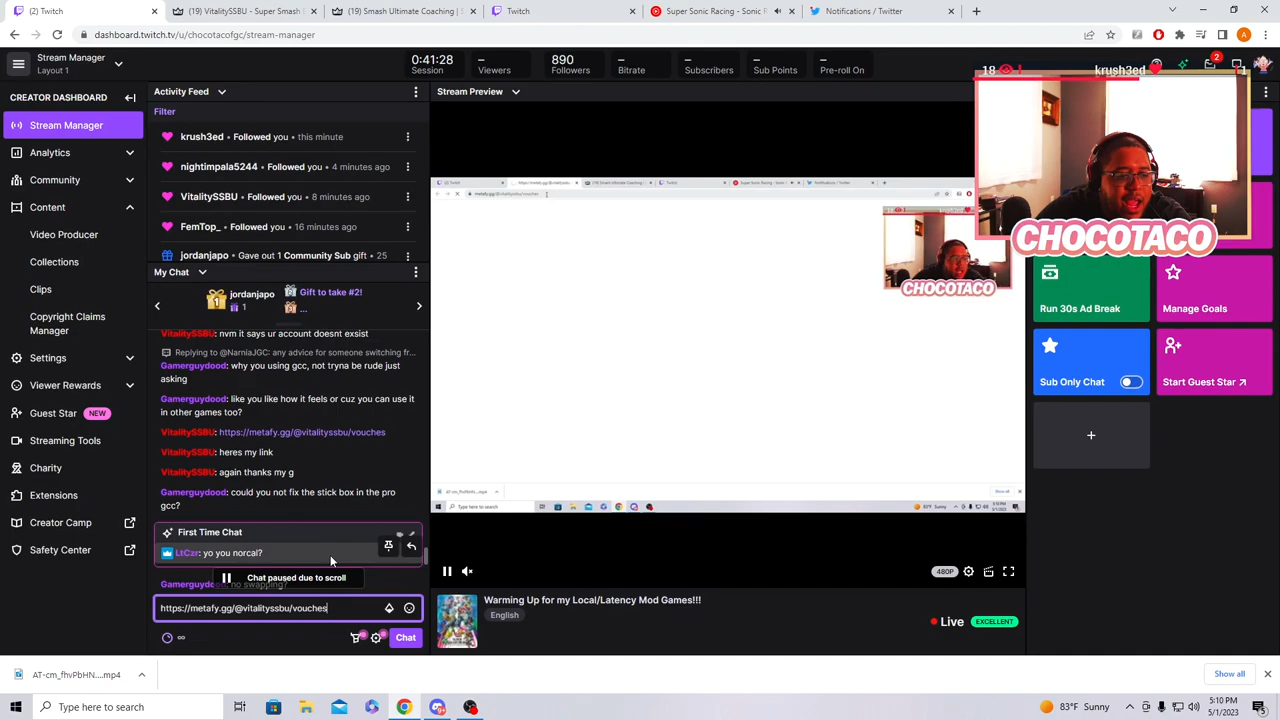 (2) Twitch
(19) VitalitySSBU - Super Smash
(19) Smash Ultimate Coaching | S
Twitch
Super Sonic Racing - Sonic R
Notifications / Twitter
dashboard.twitch.tv/u/chocotacofgc/stream-manager
Stream Manager
Layout 1
0:41:28
Session
–
Viewers
890
Followers
–
Bitrate
–
Subscribers
–
Sub Points
–
Pre-roll On
2
18
krush3ed
1
CREATOR DASHBOARD
Stream Manager
Analytics
Community
Content
Video Producer
Collections
Clips
Copyright Claims
Manager
Settings
Viewer Rewards
Guest Star NEW
Streaming Tools
Charity
Extensions
Creator Camp
Safety Center
Activity Feed
Filter
krush3ed • Followed you • this minute
nightimpala5244 • Followed you • 4 minutes ago
VitalitySSBU • Followed you • 8 minutes ago
FemTop_ • Followed you • 16 minutes ago
jordanjapo • Gave out 1 Community Sub gift • 25
My Chat
jordanjapo
1
Gift to take #2!
...
VitalitySSBU: nvm it says ur account doesnt exsist
Replying to @NarniaJGC: any advice for someone switching fr...
Gamerguydood: why you using gcc, not tryna be rude just
asking
Gamerguydood: like you like how it feels or cuz you can use it
in other games too?
VitalitySSBU: https://metafy.gg/@vitalityssbu/vouches
VitalitySSBU: heres my link
VitalitySSBU: again thanks my g
Gamerguydood: could you not fix the stick box in the pro
gcc?
First Time Chat
LtCzr: yo you norcal?
Gamerguydood: no swapping?
Chat paused due to scroll
https://metafy.gg/@vitalityssbu/vouches
Chat
Stream Preview
CHOCOTACO
480P
Warming Up for my Local/Latency Mod Games!!!
English
Live EXCELLENT
CHOCOTACO
Run 30s Ad Break
Manage Goals
Sub Only Chat
Start Guest Star
AT-cm_fhvPbHN....mp4
Show all
Type here to search
83°F Sunny
5:10 PM
5/1/2023